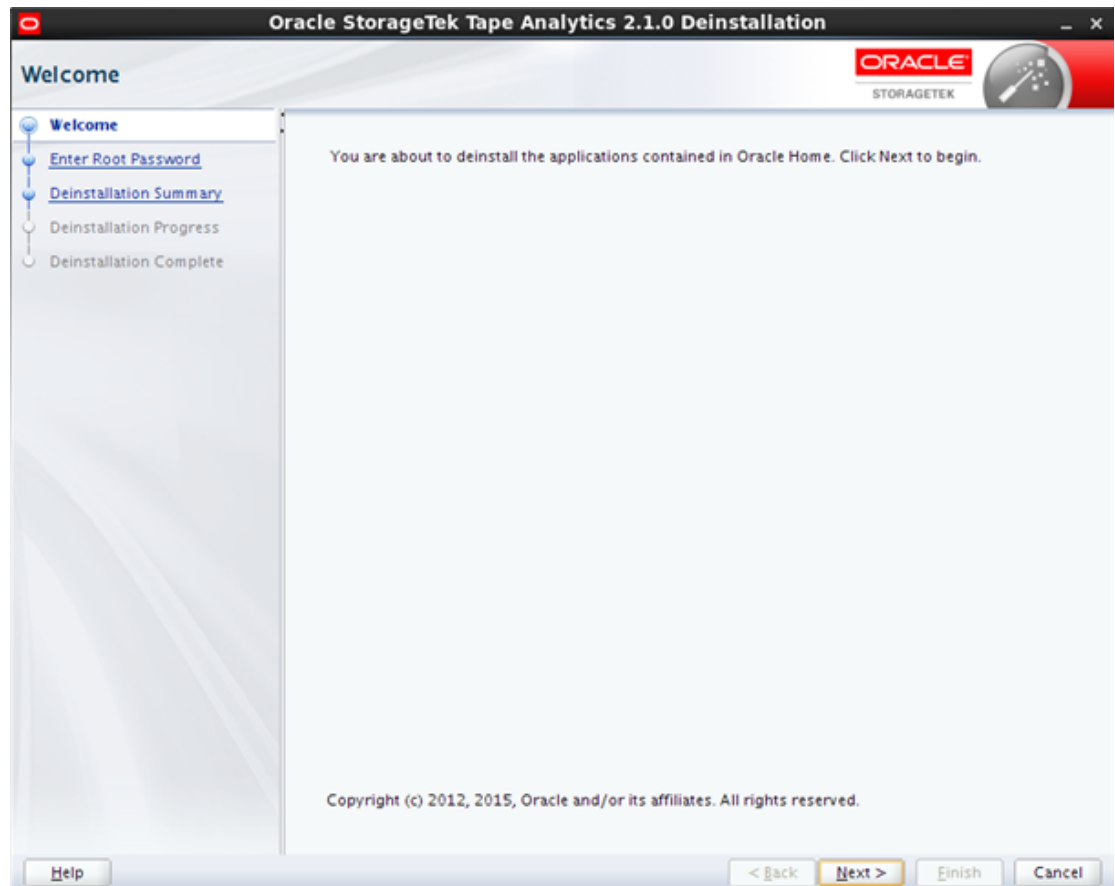 Oracle StorageTek Tape Analytics 2.1.0 Deinstallation
Welcome
ORACLE
STORAGETEK
Welcome
Enter Root Password
Deinstallation Summary
Deinstallation Progress
Deinstallation Complete
You are about to deinstall the applications contained in Oracle Home. Click Next to begin.
Copyright (c) 2012, 2015, Oracle and/or its affiliates. All rights reserved.
Help
< Back
Next >
Finish
Cancel